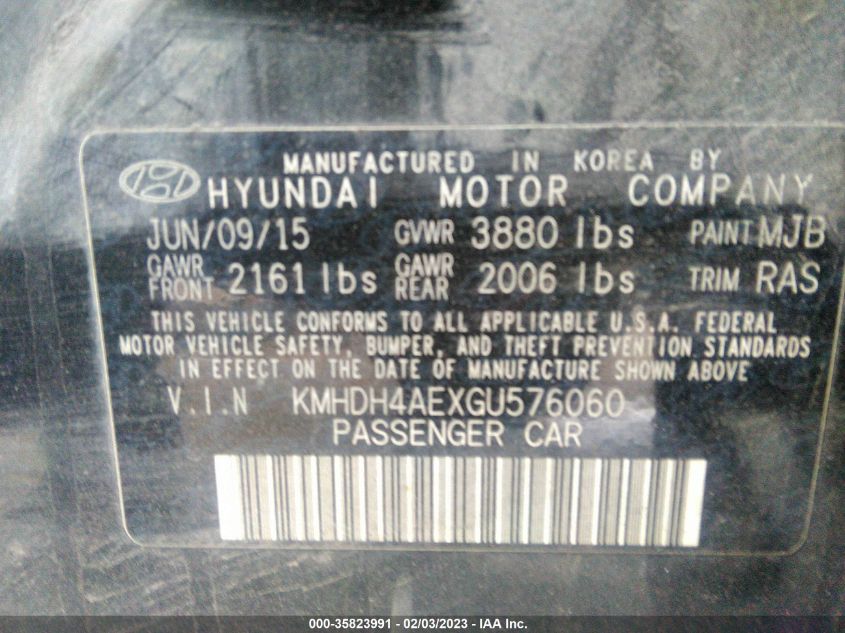 MANUFACTURED IN KOREA BY
HYUNDAI MOTOR COMPANY
JUN/09/15 GVWR 3880 lbs PAINT MJB
GAWR FRONT 2161 lbs GAWR REAR 2006 lbs TRIM RAS
THIS VEHICLE CONFORMS TO ALL APPLICABLE U.S.A. FEDERAL
MOTOR VEHICLE SAFETY, BUMPER, AND THEFT PREVENTION STANDARDS
IN EFFECT ON THE DATE OF MANUFACTURE SHOWN ABOVE
V.I.N KMHDH4AEXGU576060
PASSENGER CAR
000-35823991 - 02/03/2023 - IAA Inc.